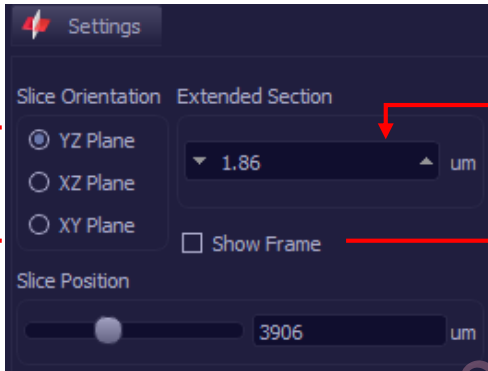 Settings
Slice Orientation Extended Section
YZ Plane
1.86 um
XZ Plane
XY Plane
Show Frame
Slice Position
3906 um